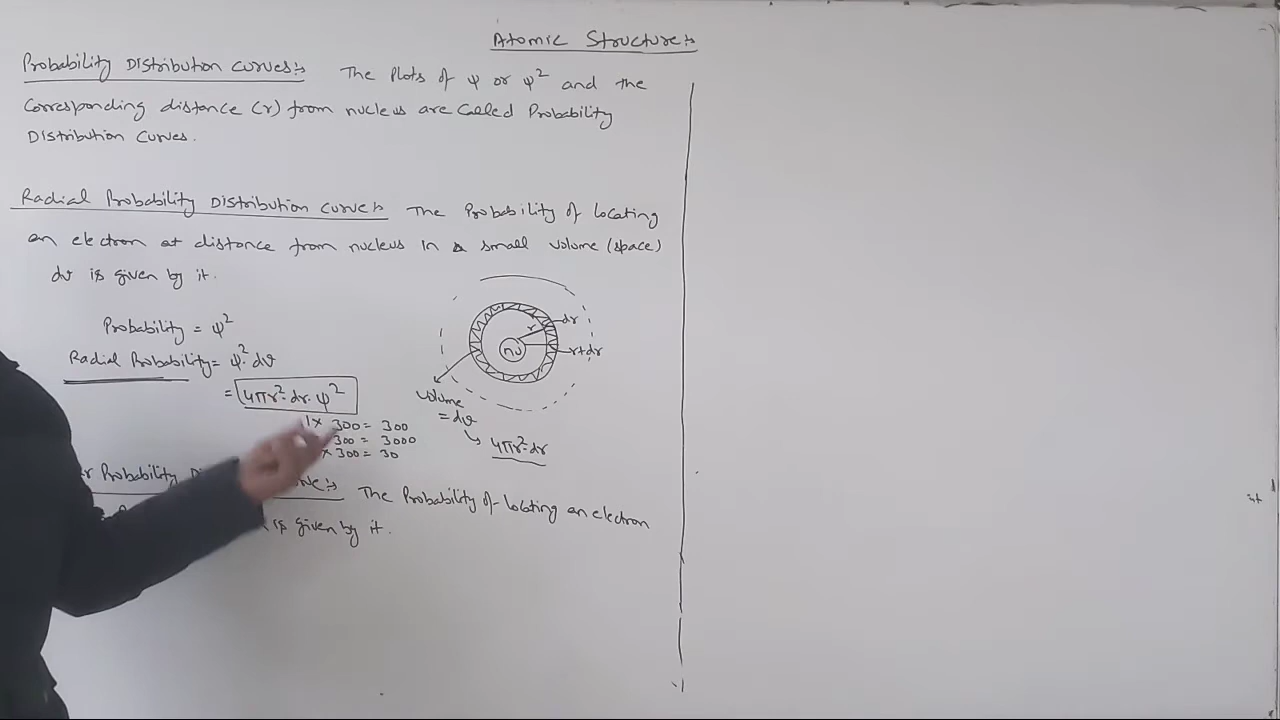 Atomic Structure:-
Probability Distribution Curves:- The Plots of ψ or ψ² and the
Corresponding distance (r) from nucleus are Called Probability
Distribution Curves.
Radial Probability Distribution Curve:- The Probability of locating
an electron at distance from nucleus in a small volume (space)
dv is given by it.
Probability = ψ²
Radial Probability = ψ². dv
= 4πr². dr. ψ²
1 × 300 = 300
300 = 3000
× 300 = 30
dr
r
r+dr
nu
Volume
= dv
4πr². dr
Probability
The Probability of locating an electron
is given by it.